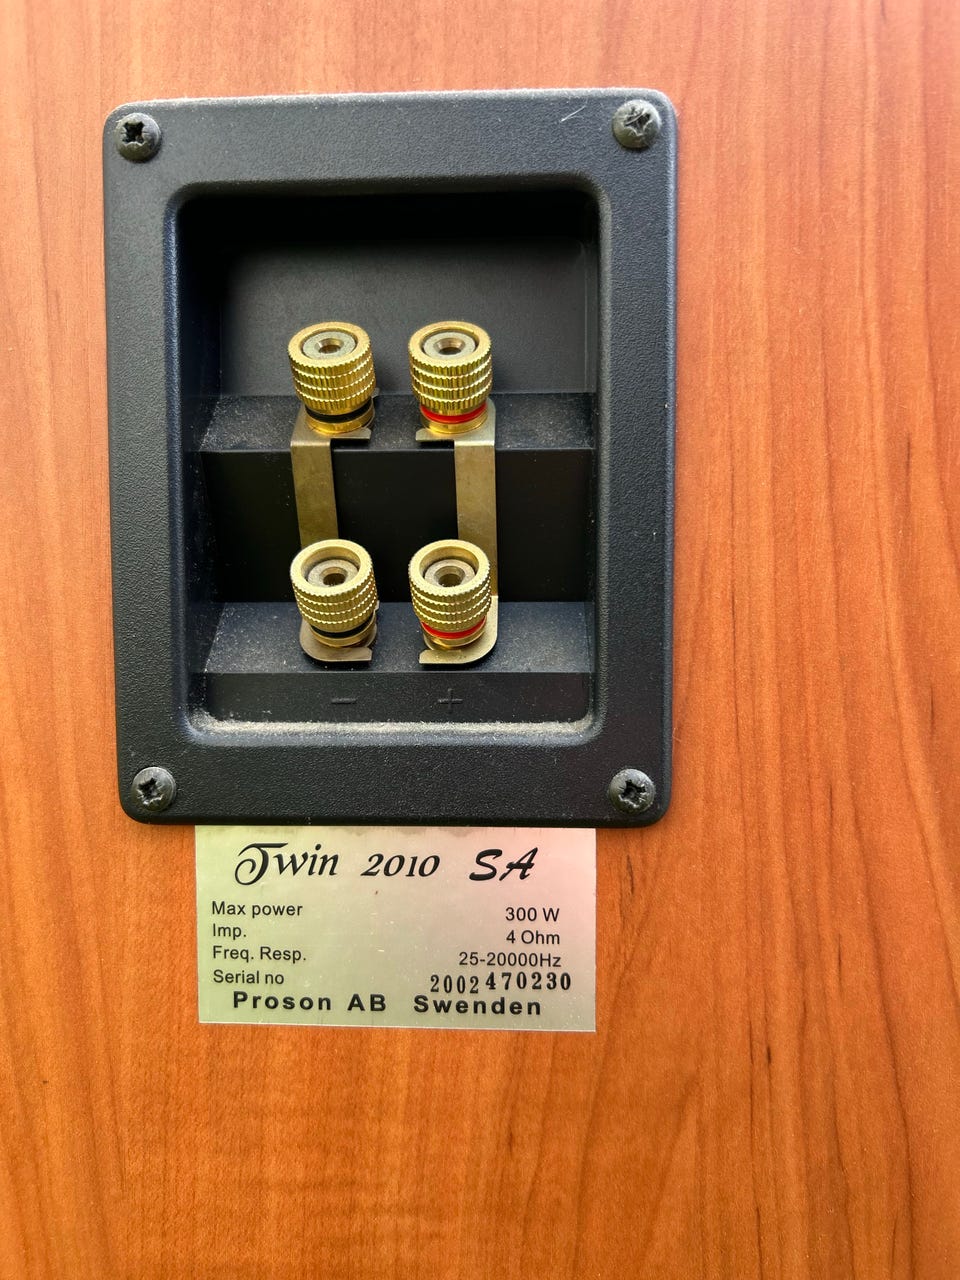 − +
Twin 2010 SA
Max power 300 W
Imp. 4 Ohm
Freq. Resp. 25-20000Hz
Serial no 2002470230
Proson AB Swenden